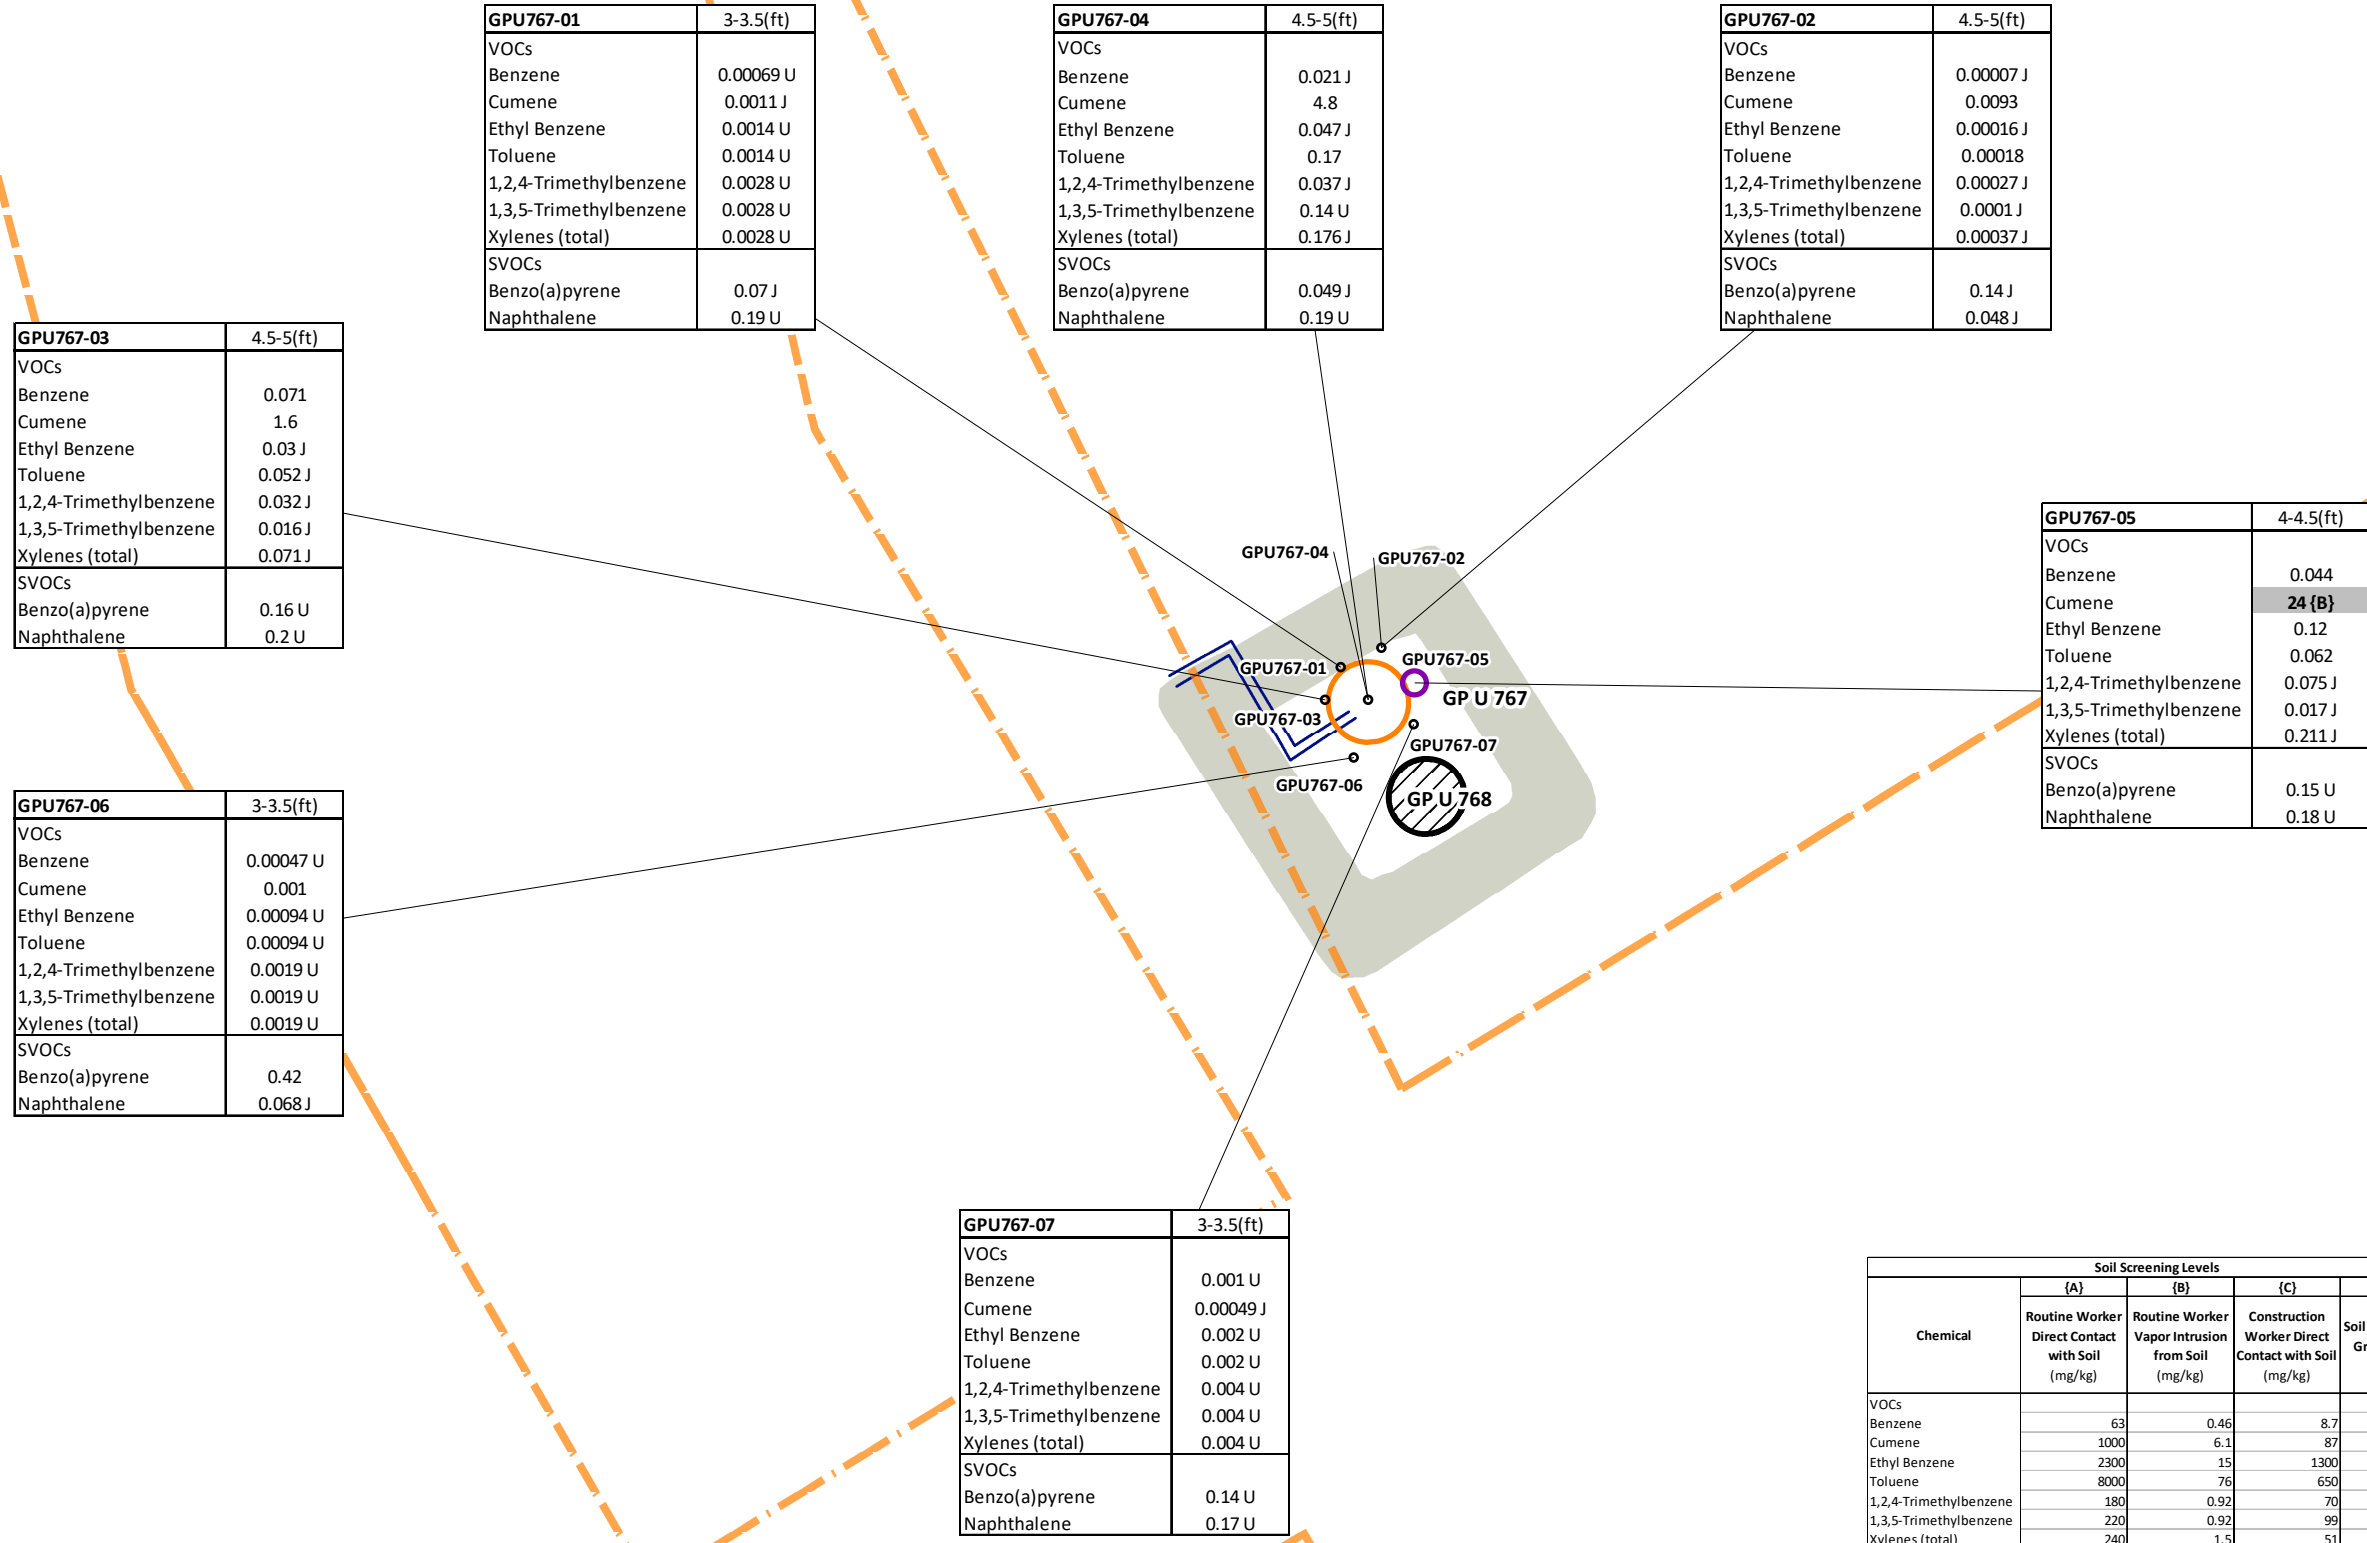 GPU767-01 3-3.5(ft)
VOCs
Benzene 0.00069 U
Cumene 0.0011 J
Ethyl Benzene 0.0014 U
Toluene 0.0014 U
1,2,4-Trimethylbenzene 0.0028 U
1,3,5-Trimethylbenzene 0.0028 U
Xylenes (total) 0.0028 U
SVOCs
Benzo(a)pyrene 0.07 J
Naphthalene 0.19 U
GPU767-04 4.5-5(ft)
VOCs
Benzene 0.021 J
Cumene 4.8
Ethyl Benzene 0.047 J
Toluene 0.17
1,2,4-Trimethylbenzene 0.037 J
1,3,5-Trimethylbenzene 0.14 U
Xylenes (total) 0.176 J
SVOCs
Benzo(a)pyrene 0.049 J
Naphthalene 0.19 U
GPU767-02 4.5-5(ft)
VOCs
Benzene 0.00007 J
Cumene 0.0093
Ethyl Benzene 0.00016 J
Toluene 0.00018
1,2,4-Trimethylbenzene 0.00027 J
1,3,5-Trimethylbenzene 0.0001 J
Xylenes (total) 0.00037 J
SVOCs
Benzo(a)pyrene 0.14 J
Naphthalene 0.048 J
GPU767-03 4.5-5(ft)
VOCs
Benzene 0.071
Cumene 1.6
Ethyl Benzene 0.03 J
Toluene 0.052 J
1,2,4-Trimethylbenzene 0.032 J
1,3,5-Trimethylbenzene 0.016 J
Xylenes (total) 0.071 J
SVOCs
Benzo(a)pyrene 0.16 U
Naphthalene 0.2 U
GPU767-05 4-4.5(ft)
VOCs
Benzene 0.044
Cumene 24 {B}
Ethyl Benzene 0.12
Toluene 0.062
1,2,4-Trimethylbenzene 0.075 J
1,3,5-Trimethylbenzene 0.017 J
Xylenes (total) 0.211 J
SVOCs
Benzo(a)pyrene 0.15 U
Naphthalene 0.18 U
GPU767-04
GPU767-02
GPU767-01
GPU767-05
GP U 767
GPU767-03
GPU767-07
GPU767-06
GP U 768
GPU767-06 3-3.5(ft)
VOCs
Benzene 0.00047 U
Cumene 0.001
Ethyl Benzene 0.00094 U
Toluene 0.00094 U
1,2,4-Trimethylbenzene 0.0019 U
1,3,5-Trimethylbenzene 0.0019 U
Xylenes (total) 0.0019 U
SVOCs
Benzo(a)pyrene 0.42
Naphthalene 0.068 J
GPU767-07 3-3.5(ft)
VOCs
Benzene 0.001 U
Cumene 0.00049 J
Ethyl Benzene 0.002 U
Toluene 0.002 U
1,2,4-Trimethylbenzene 0.004 U
1,3,5-Trimethylbenzene 0.004 U
Xylenes (total) 0.004 U
SVOCs
Benzo(a)pyrene 0.14 U
Naphthalene 0.17 U
Soil Screening Levels
{A} {B} {C}
Chemical
Routine Worker Direct Contact with Soil (mg/kg)
Routine Worker Vapor Intrusion from Soil (mg/kg)
Construction Worker Direct Contact with Soil (mg/kg)
Soil
VOCs
Benzene 63 0.46 8.7
Cumene 1000 6.1 87
Ethyl Benzene 2300 15 1300
Toluene 8000 76 650
1,2,4-Trimethylbenzene 180 0.92 70
1,3,5-Trimethylbenzene 220 0.92 99
Xylenes (total) 240 1.5 51